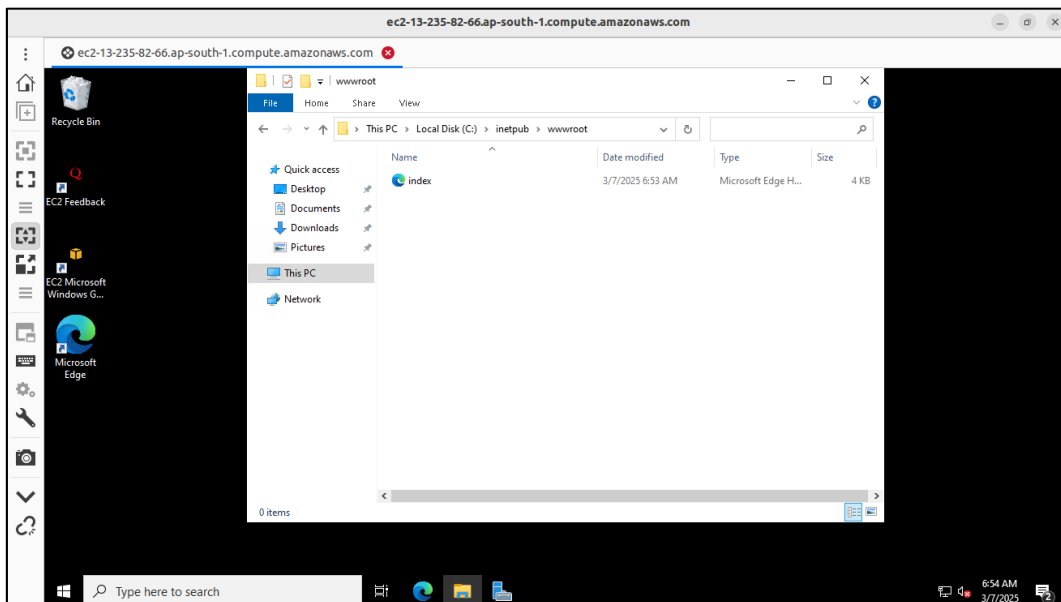 ec2-13-235-82-66.ap-south-1.compute.amazonaws.com
ec2-13-235-82-66.ap-south-1.compute.amazonaws.com
Recycle Bin
EC2 Feedback
EC2 Microsoft
Windows G...
Microsoft
Edge
wwwroot
File Home Share View
This PC > Local Disk (C:) > inetpub > wwwroot
Name Date modified Type Size
index 3/7/2025 6:53 AM Microsoft Edge H... 4 KB
Quick access
Desktop
Documents
Downloads
Pictures
This PC
Network
0 items
Type here to search
6:54 AM
3/7/2025
2